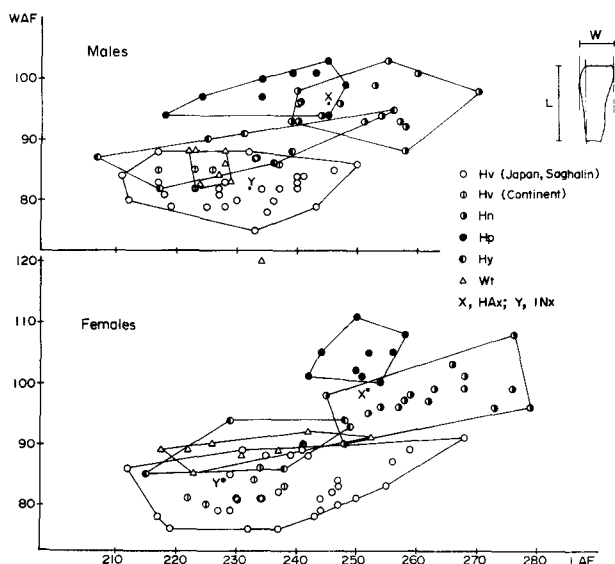 WAF
Males
W
L
100
90
80
Y
X
Hv (Japan, Saghalin)
Hv (Continent)
Hn
Hp
Hy
Wt
X, HAx; Y, INx
120
Females
110
100
90
80
X
Y
210 220 230 240 250 260 270 280 LAF